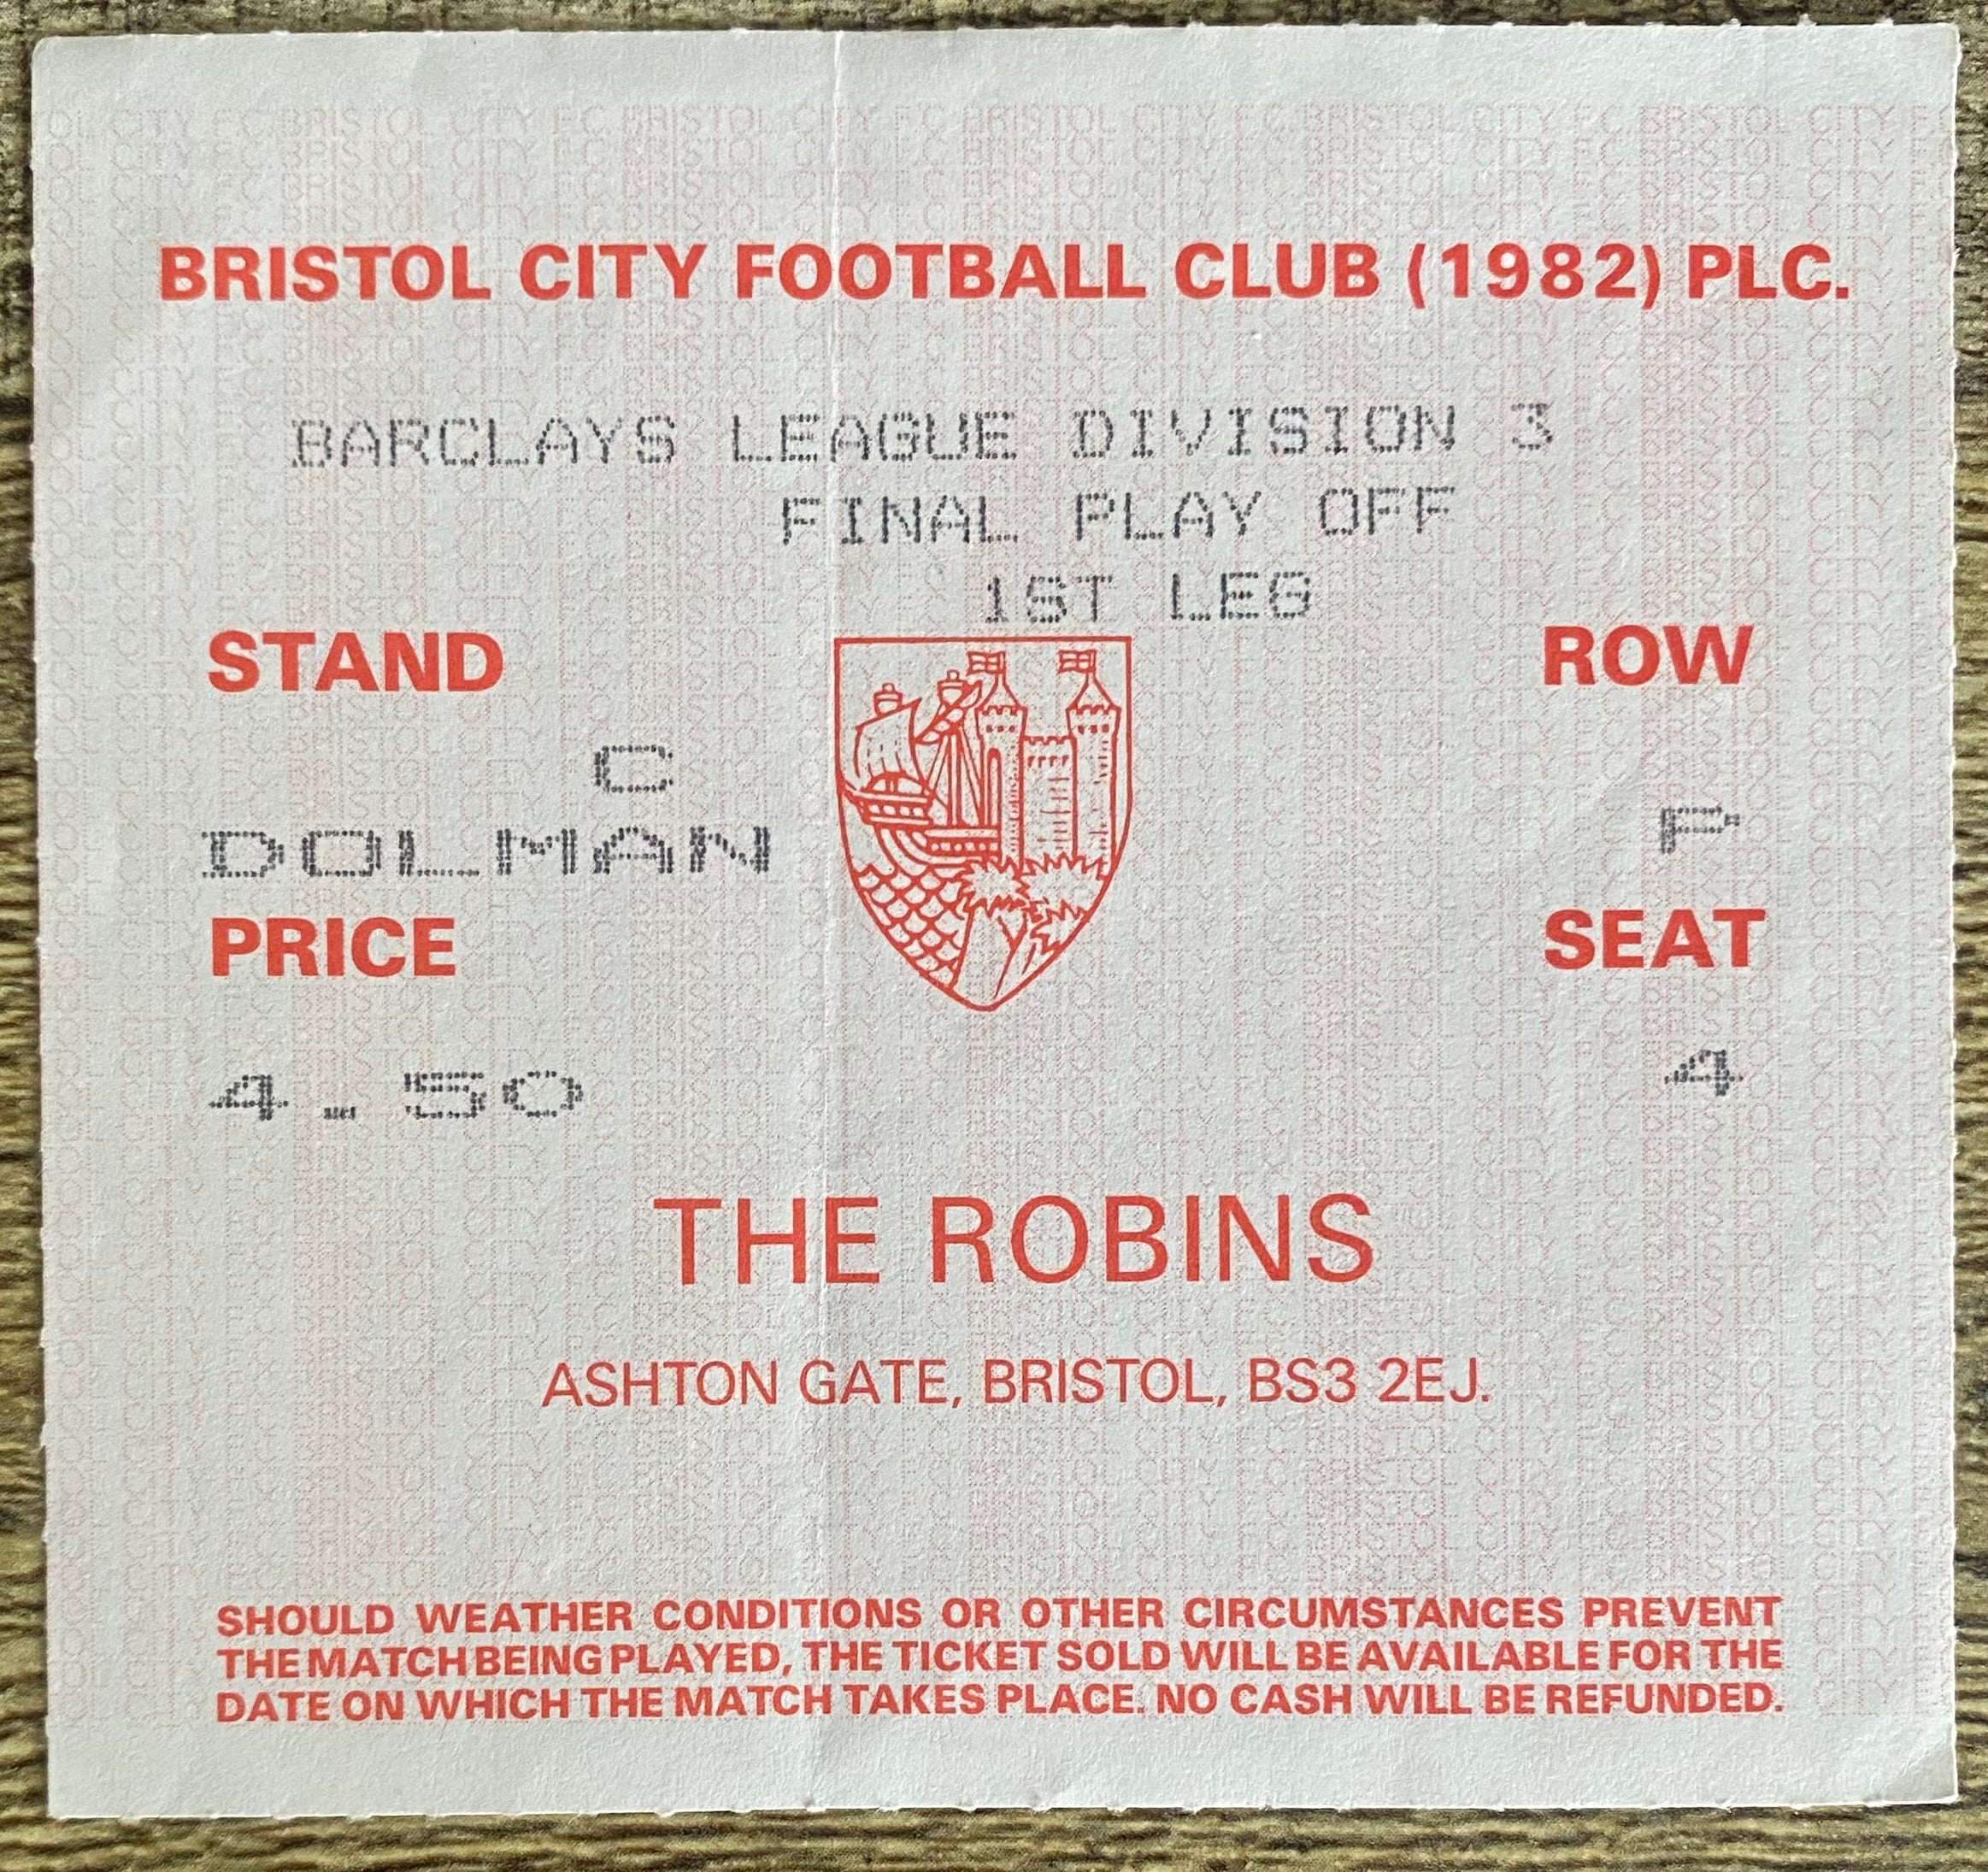 BRISTOL CITY FOOTBALL CLUB (1982) PLC.
BARCLAYS LEAGUE DIVISION 3
FINAL PLAY OFF
1ST LEG
STAND
ROW
C
DOLMAN
P
PRICE
SEAT
4.50
4
THE ROBINS
ASHTON GATE, BRISTOL, BS3 2EJ.
SHOULD WEATHER CONDITIONS OR OTHER CIRCUMSTANCES PREVENT
THE MATCH BEING PLAYED, THE TICKET SOLD WILL BE AVAILABLE FOR THE
DATE ON WHICH THE MATCH TAKES PLACE. NO CASH WILL BE REFUNDED.